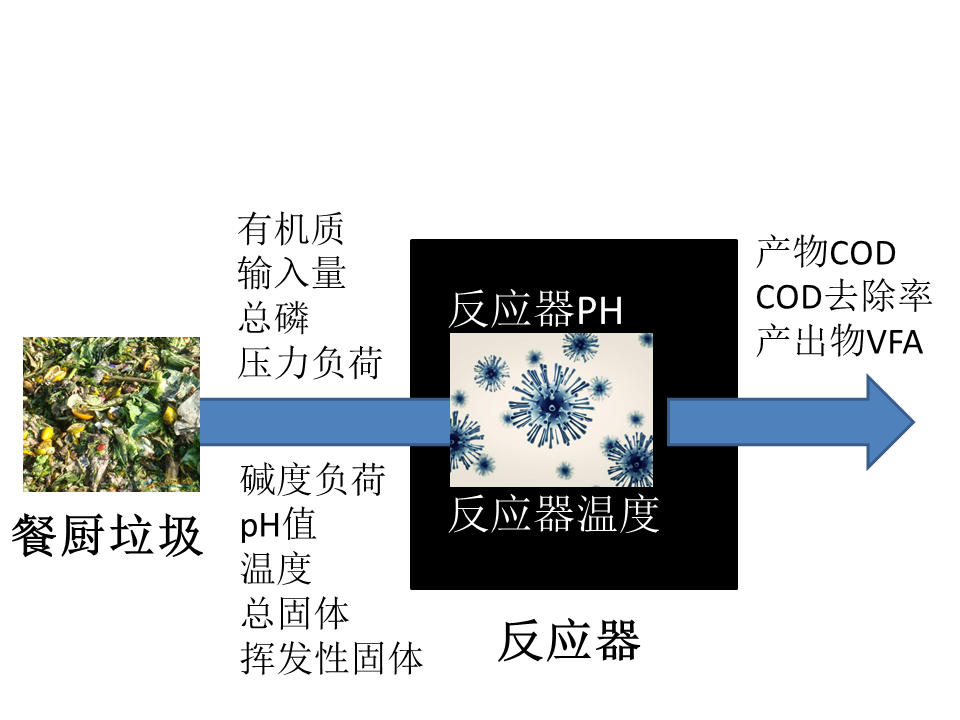 有机质
输入量
总磷
压力负荷
碱度负荷
pH值
温度
总固体
挥发性固体
餐厨垃圾
反应器PH
反应器温度
反应器
产物COD
COD去除率
产出物VFA